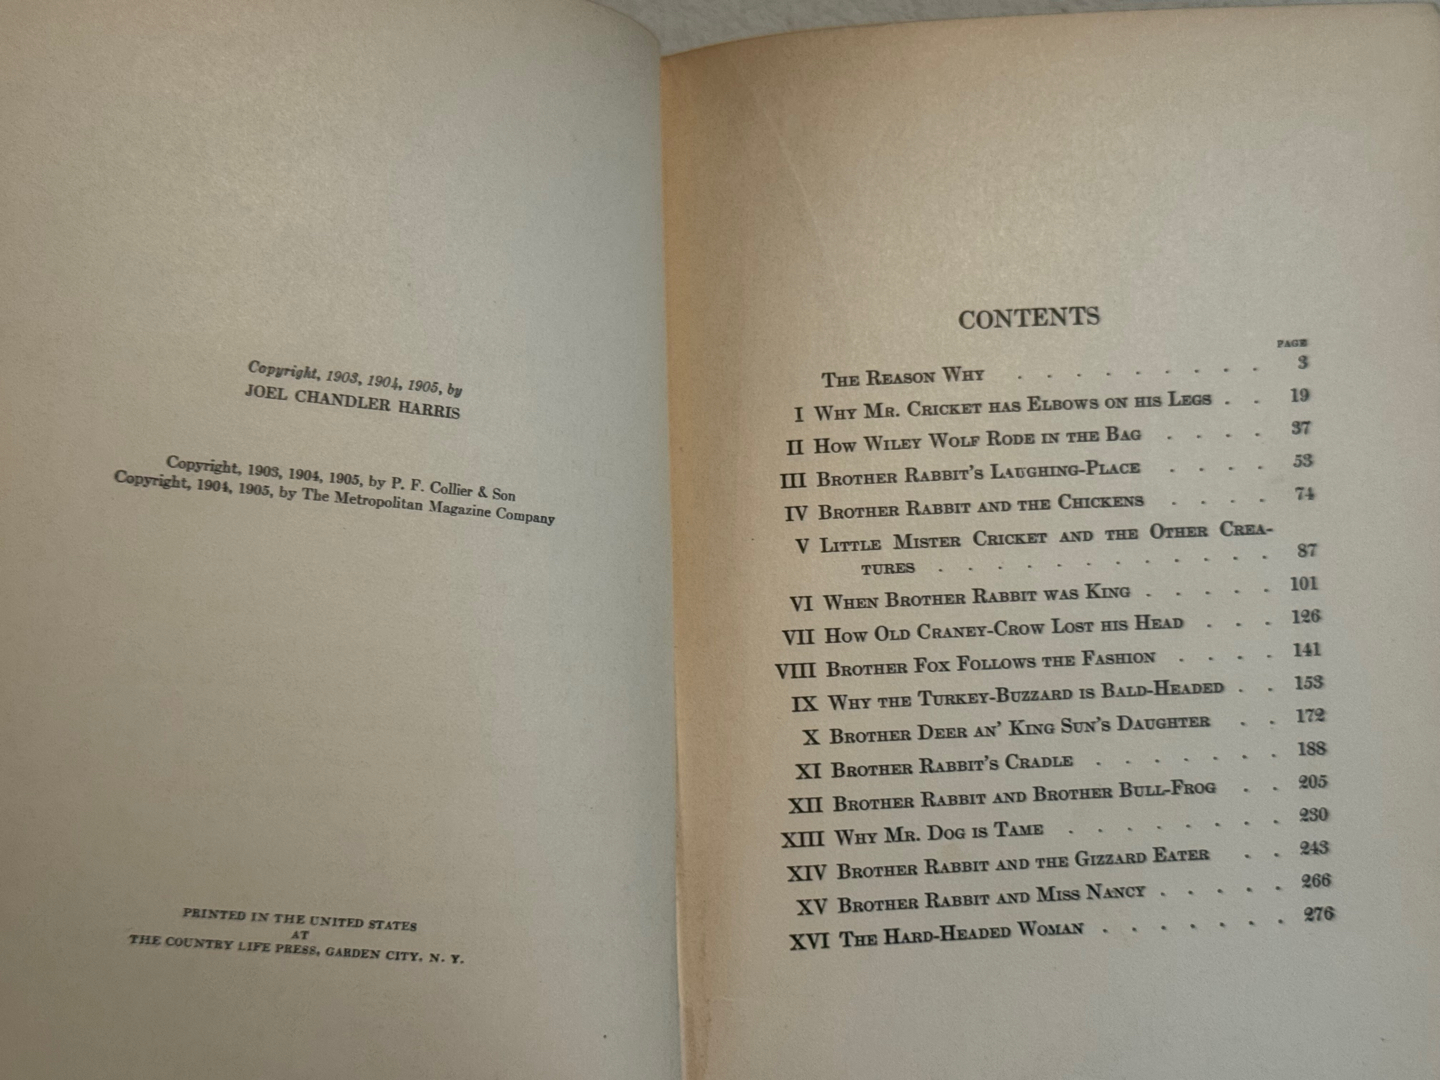 Copyright, 1903, 1904, 1905, by
JOEL CHANDLER HARRIS
Copyright, 1903, 1904, 1905, by P. F. Collier & Son
Copyright, 1904, 1905, by The Metropolitan Magazine Company
PRINTED IN THE UNITED STATES
AT
THE COUNTRY LIFE PRESS, GARDEN CITY, N. Y.
CONTENTS
PAGE
The Reason Why . . . . . . . . . 3
I Why Mr. Cricket has Elbows on his Legs . . 19
II How Wiley Wolf Rode in the Bag . . . . 37
III Brother Rabbit's Laughing-Place . . . . 53
IV Brother Rabbit and the Chickens . . . . 74
V Little Mister Cricket and the Other Crea-
tures . . . . . . . . . . . . 87
VI When Brother Rabbit was King . . . . . 101
VII How Old Craney-Crow Lost his Head . . . 126
VIII Brother Fox Follows the Fashion . . . . 141
IX Why the Turkey-Buzzard is Bald-Headed . . 153
X Brother Deer an' King Sun's Daughter . . 172
XI Brother Rabbit's Cradle . . . . . . . 188
XII Brother Rabbit and Brother Bull-Frog . . 205
XIII Why Mr. Dog is Tame . . . . . . . . 230
XIV Brother Rabbit and the Gizzard Eater . . 243
XV Brother Rabbit and Miss Nancy . . . . . 266
XVI The Hard-Headed Woman . . . . . . . 276